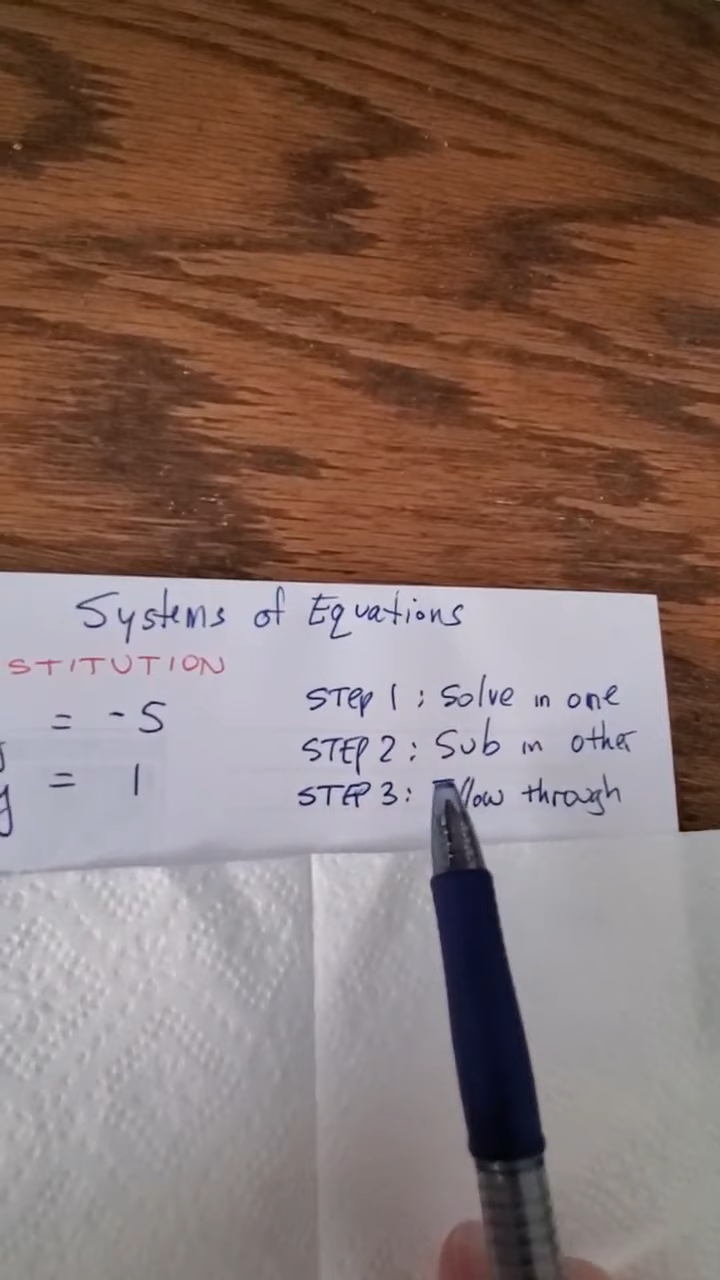 Systems of Equations
STITUTION
= -5
y = 1
STEP 1: Solve in one
STEP 2: Sub in other
STEP 3: through